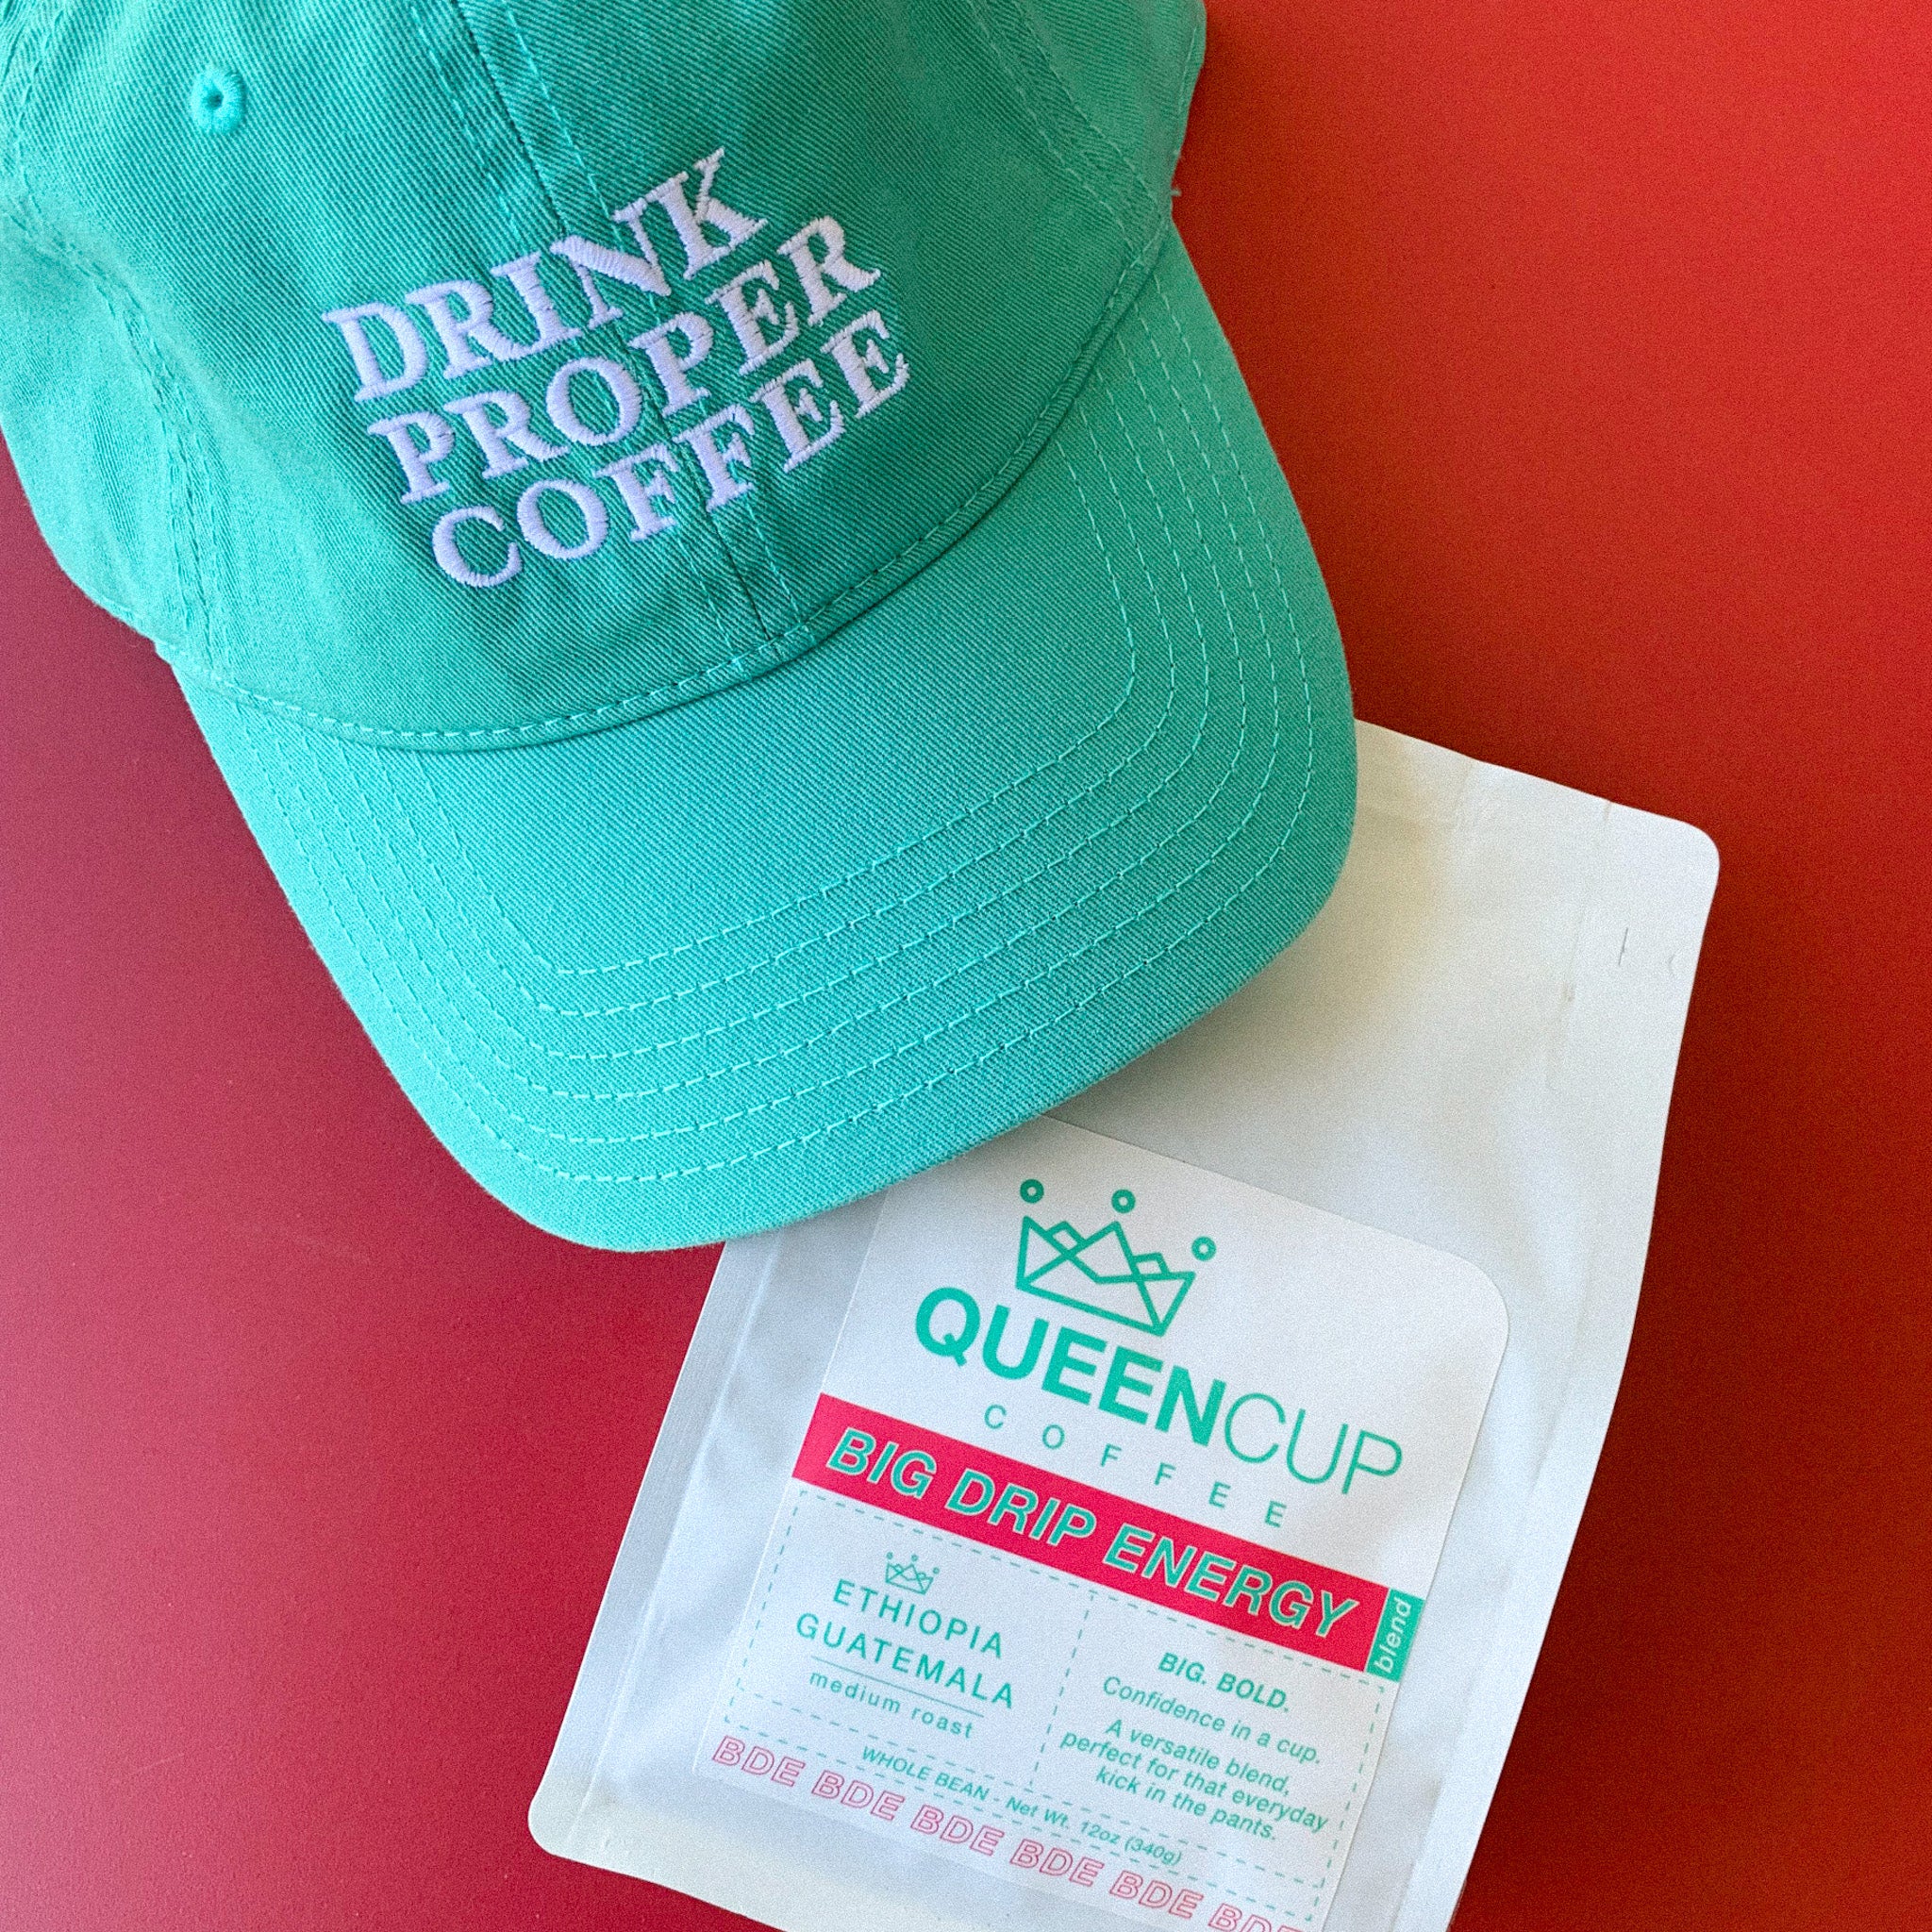 DRINK
PROPER
COFFEE
QUEENCUP
COFFEE
BIG DRIP ENERGY
blend
ETHIOPIA
GUATEMALA
medium roast
BIG. BOLD.
Confidence in a cup.
A versatile blend,
perfect for that everyday
kick in the pants.
WHOLE BEAN - Net Wt. 12oz (340g)
BDE BDE BDE BDE BDE BDE